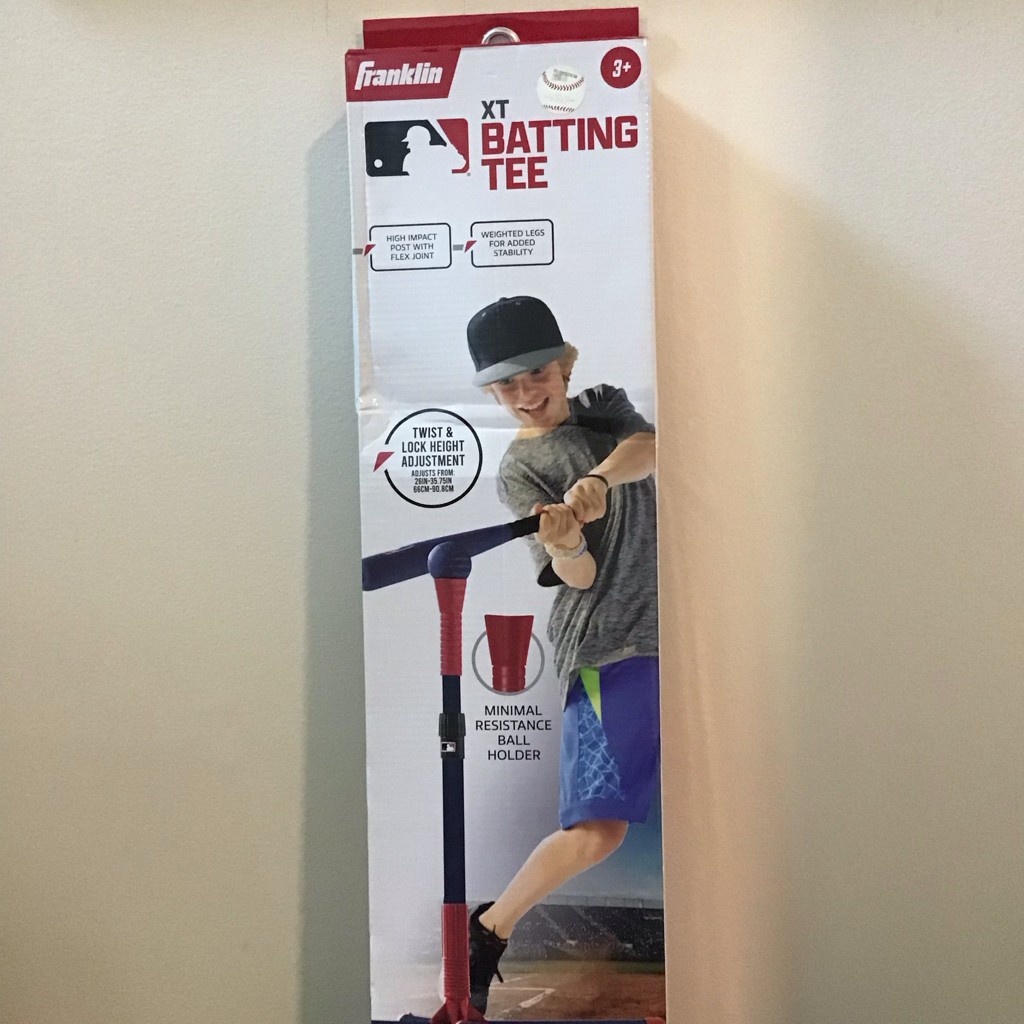 Franklin
3+
XT
BATTING
TEE
HIGH IMPACT
POST WITH
FLEX JOINT
WEIGHTED LEGS
FOR ADDED
STABILITY
TWIST &
LOCK HEIGHT
ADJUSTMENT
ADJUSTS FROM:
26IN-35.75IN
66CM-90.8CM
MINIMAL
RESISTANCE
BALL
HOLDER